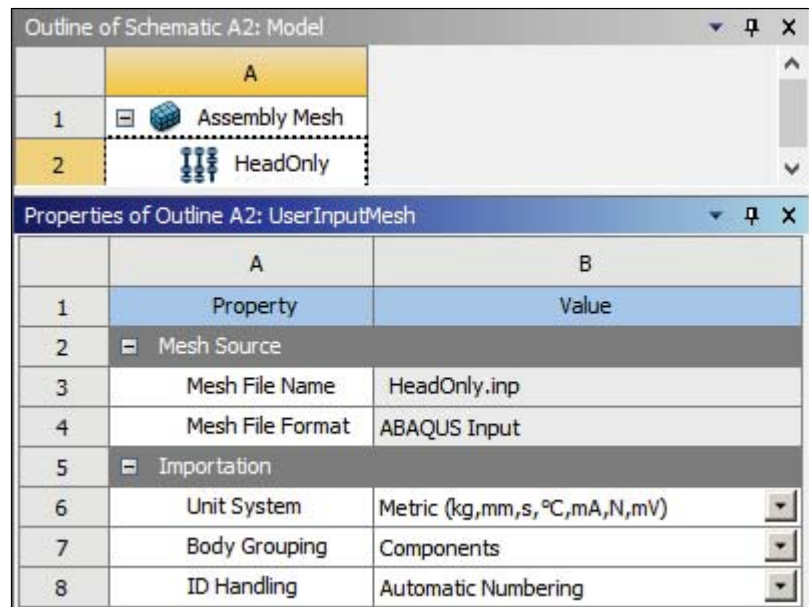 Outline of Schematic A2: Model
A
1 Assembly Mesh
2 HeadOnly
Properties of Outline A2: UserInputMesh
A B
1 Property Value
2 Mesh Source
3 Mesh File Name HeadOnly.inp
4 Mesh File Format ABAQUS Input
5 Importation
6 Unit System Metric (kg,mm,s,°C,mA,N,mV)
7 Body Grouping Components
8 ID Handling Automatic Numbering